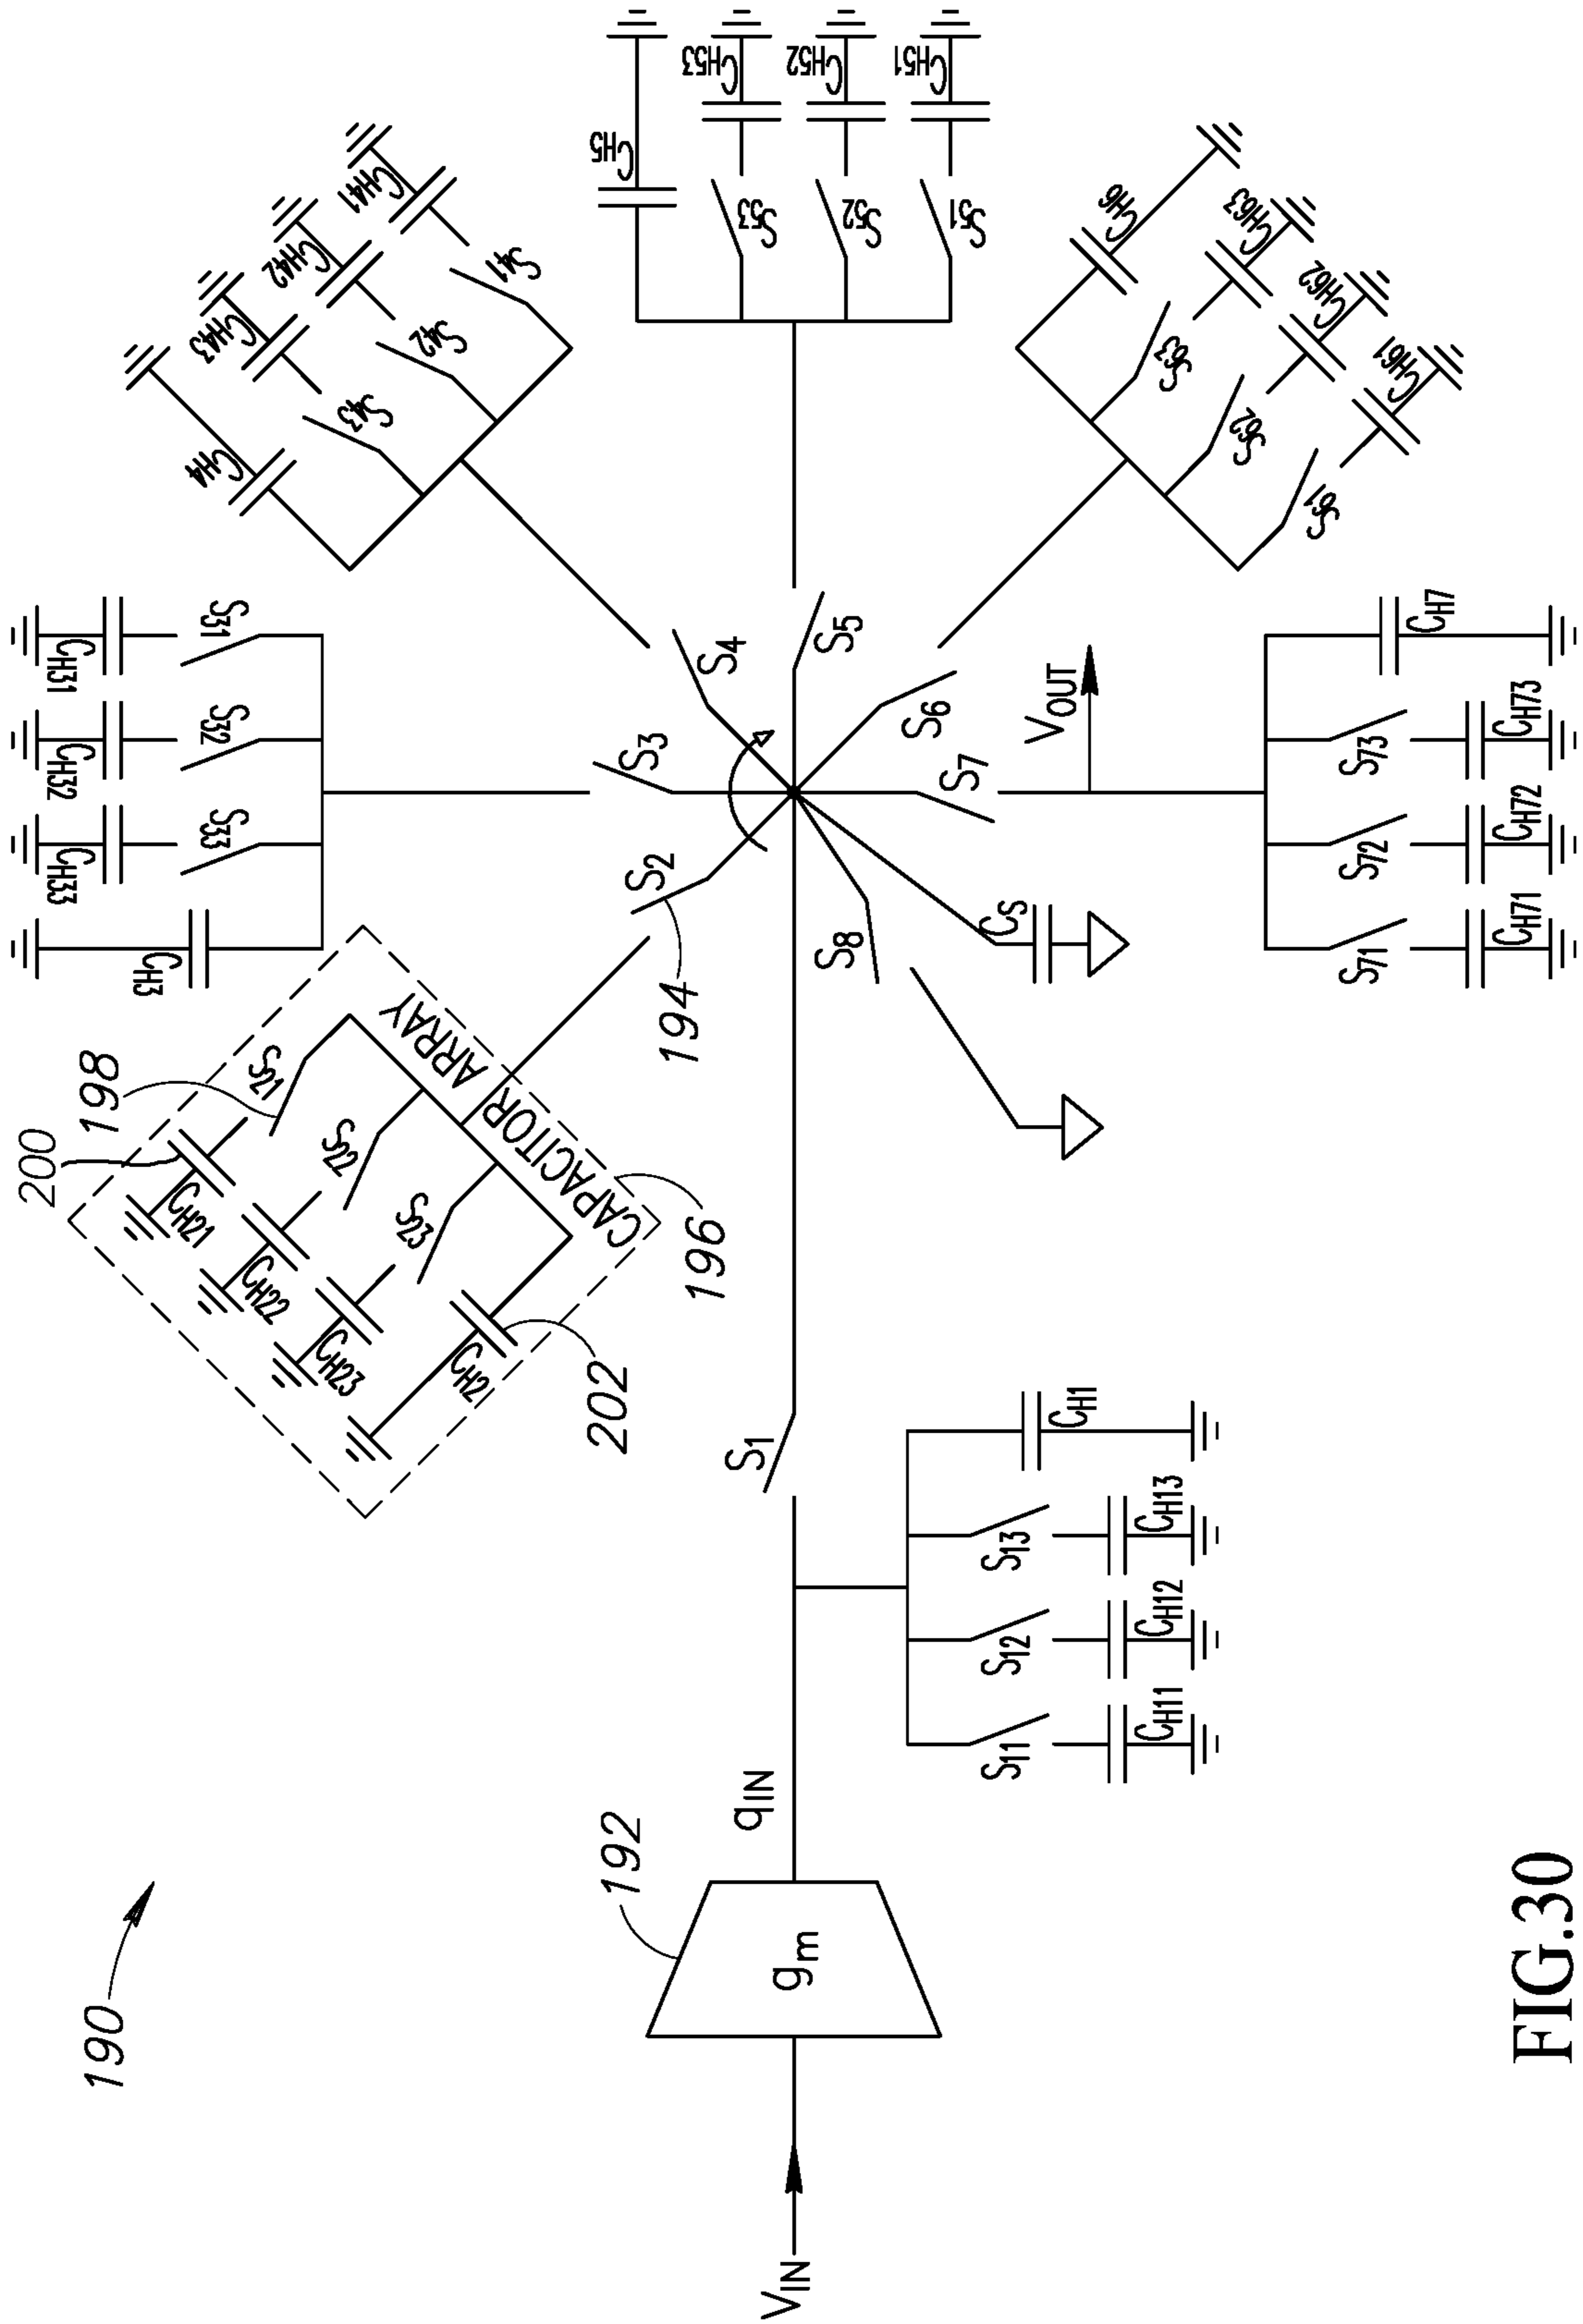 190
V_IN
g_m
192
q_IN
S_11
S_12
S_13
C_H11
C_H12
C_H13
C_H1
S_1
CAPACITOR ARRAY
196
200
198
202
S_21
S_22
S_23
C_H21
C_H22
C_H23
C_H2
194
S_2
C_H3
C_H33
C_H32
C_H31
S_33
S_32
S_31
S_3
C_H4
C_H43
C_H42
C_H41
S_43
S_42
S_41
S_4
C_H5
C_H53
C_H52
C_H51
S_53
S_52
S_51
S_5
C_H6
C_H63
C_H62
C_H61
S_63
S_62
S_61
S_6
S_7
V_OUT
S_71
S_72
S_73
C_H71
C_H72
C_H73
C_H7
S_8
C_S
FIG.30